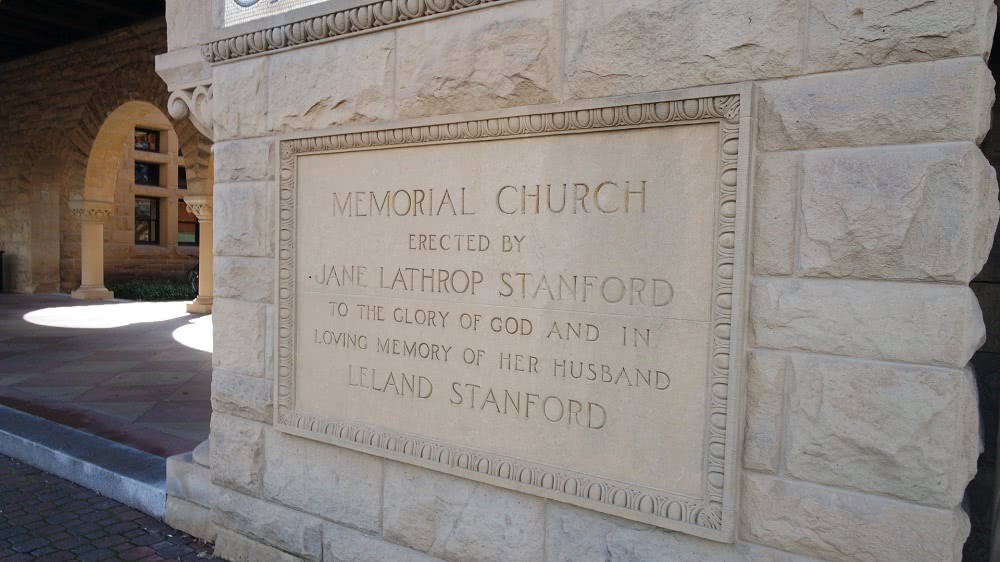 MEMORIAL CHURCH
ERECTED BY
JANE LATHROP STANFORD
TO THE GLORY OF GOD AND IN
LOVING MEMORY OF HER HUSBAND
LELAND STANFORD